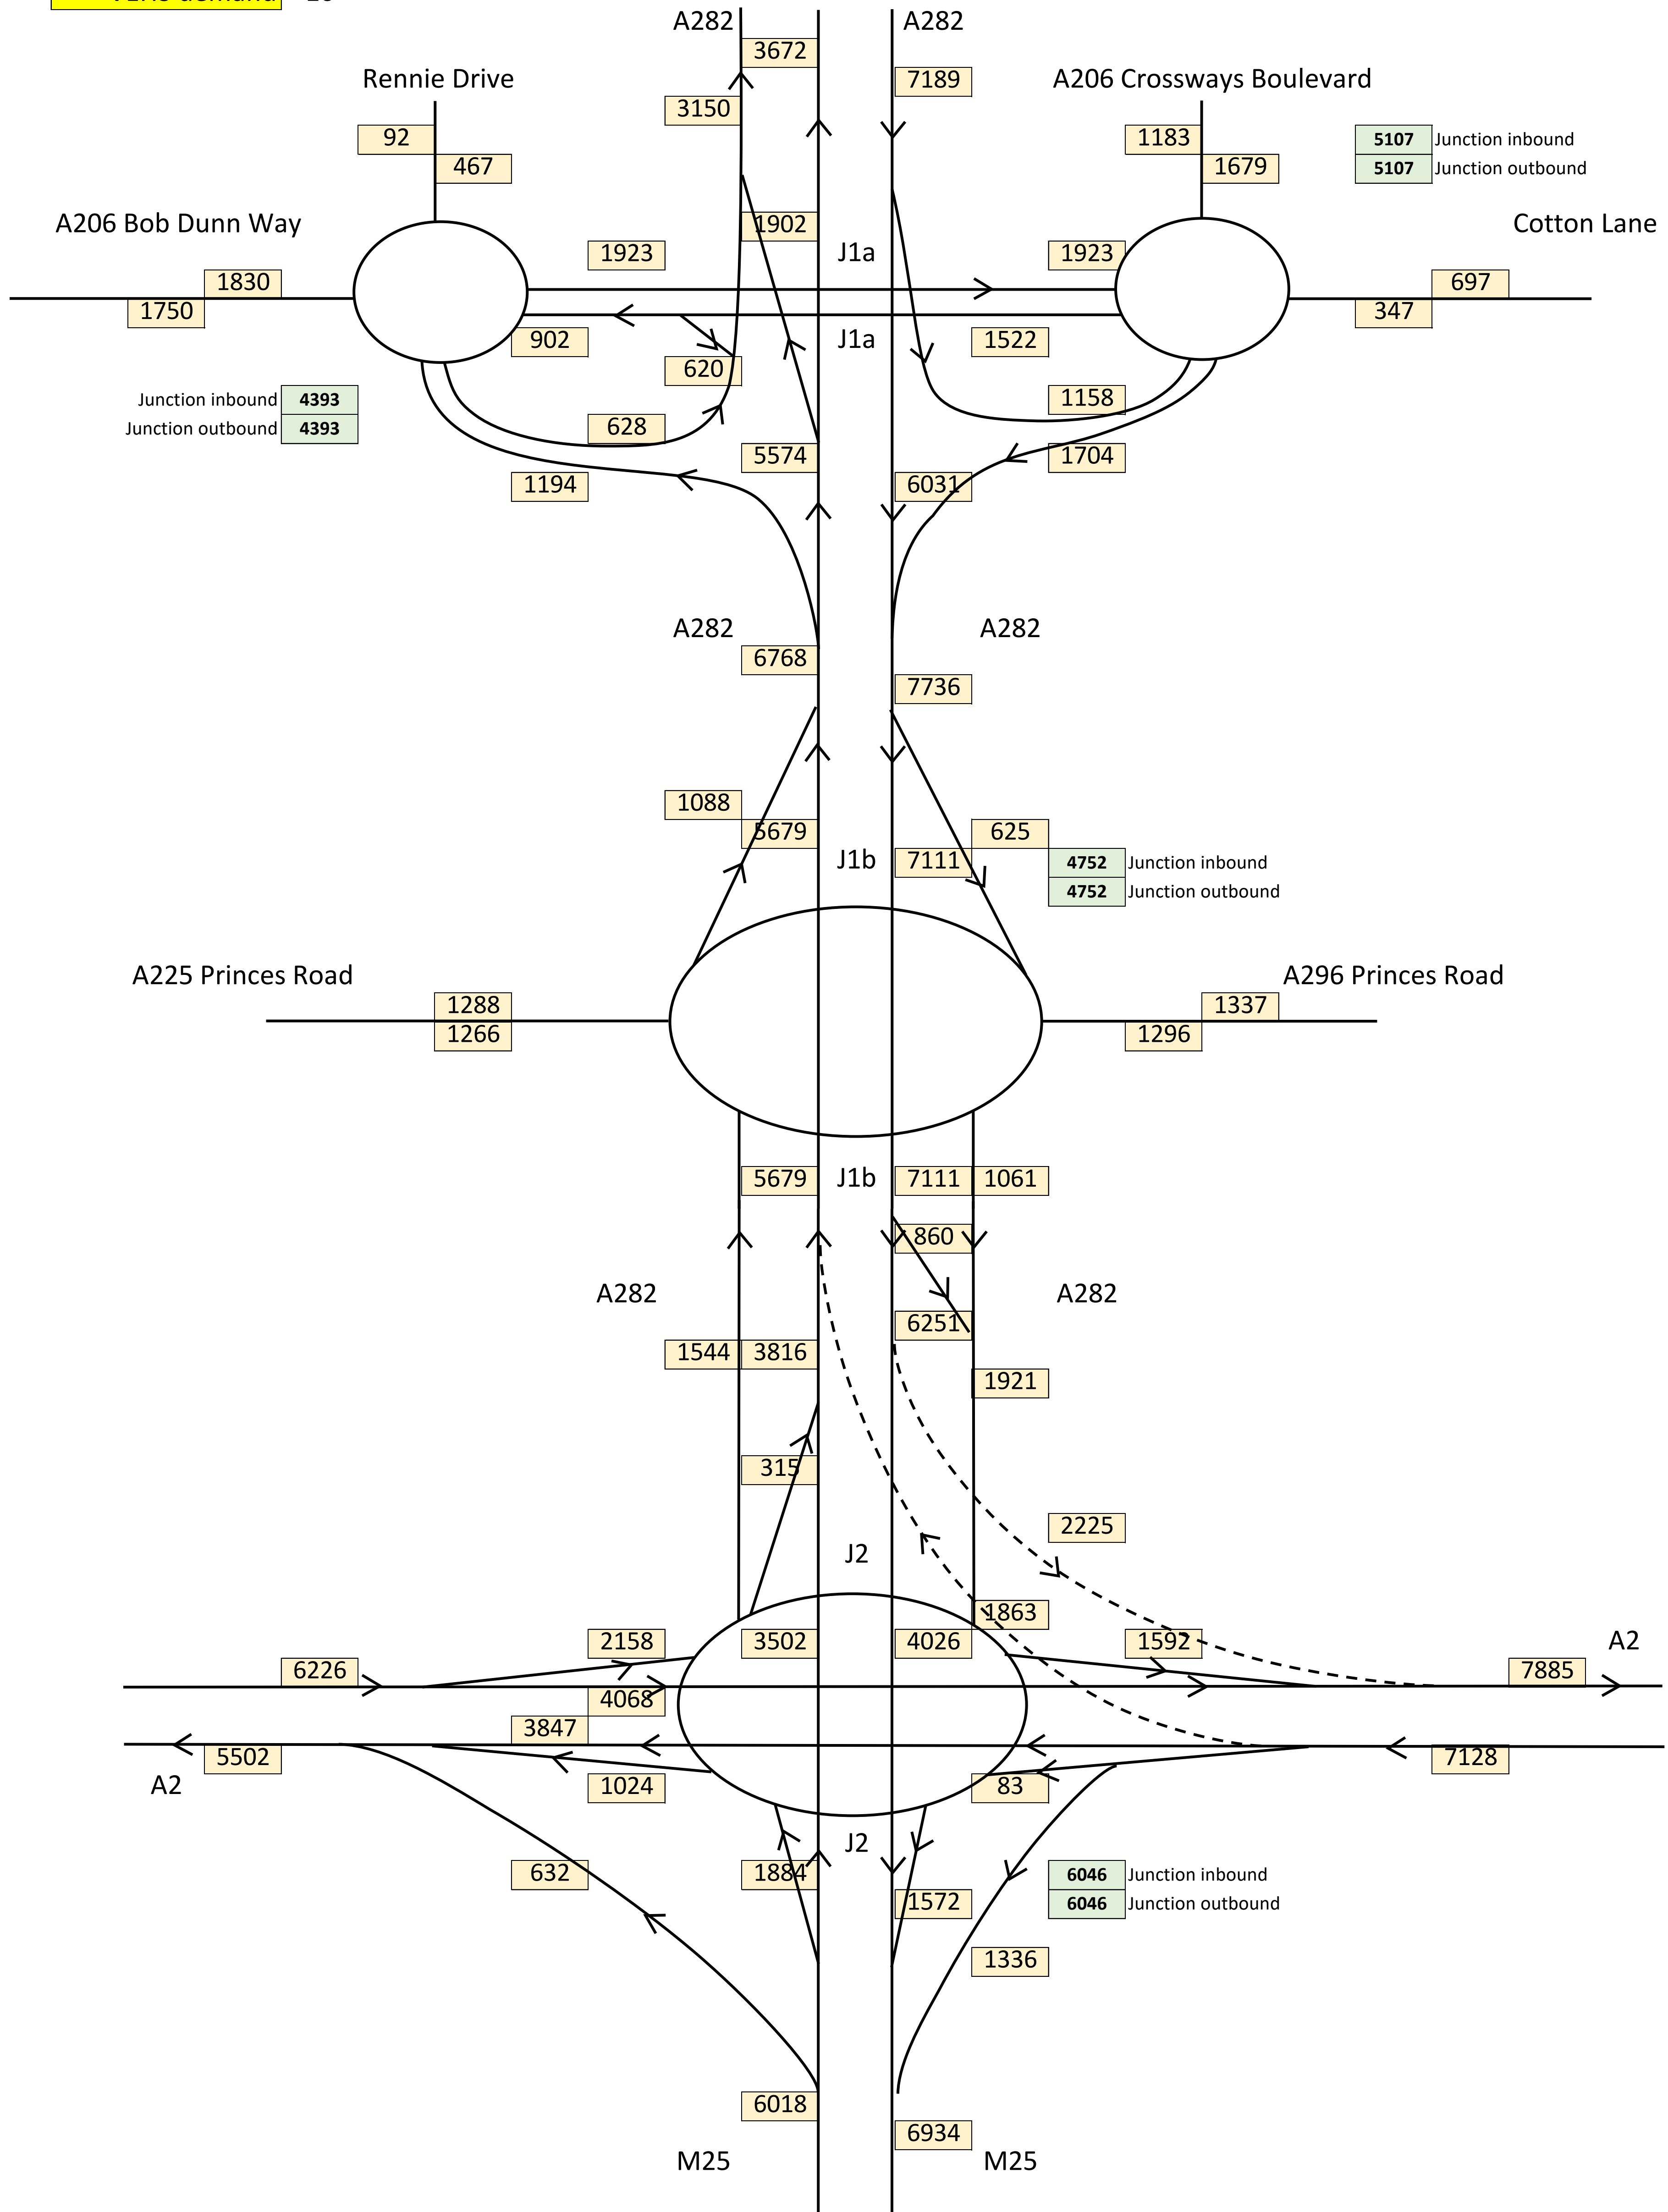 A282
A282
3672
7189
Rennie Drive
A206 Crossways Boulevard
3150
92
1183
5107 Junction inbound
467
1679
5107 Junction outbound
A206 Bob Dunn Way
1902
Cotton Lane
1923
J1a
1923
1830
697
1750
347
902
J1a
1522
620
Junction inbound 4393
1158
Junction outbound 4393
628
5574
1704
1194
6031
A282
A282
6768
7736
1088
5679
625
J1b
7111
4752 Junction inbound
4752 Junction outbound
A225 Princes Road
A296 Princes Road
1288
1337
1266
1296
5679
J1b
7111
1061
860
A282
A282
6251
1544
3816
1921
315
2225
J2
1863
2158
3502
4026
1592
A2
6226
7885
4068
3847
5502
7128
A2
1024
83
J2
632
1884
6046 Junction inbound
1572
6046 Junction outbound
1336
6018
6934
M25
M25